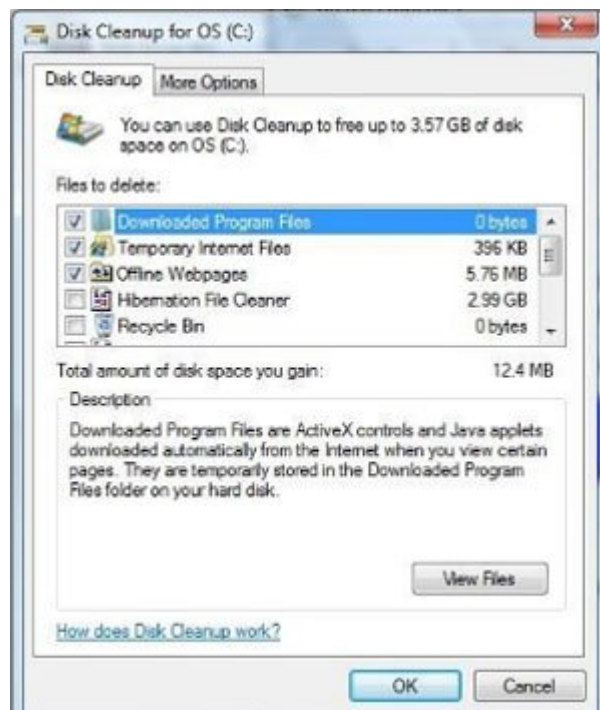 Disk Cleanup for OS (C:)
Disk Cleanup
More Options
You can use Disk Cleanup to free up to 3.57 GB of disk
space on OS (C:).
Files to delete:
Downloaded Program Files 0 bytes
Temporary Internet Files 396 KB
Offline Webpages 5.76 MB
Hibernation File Cleaner 2.99 GB
Recycle Bin 0 bytes
Total amount of disk space you gain: 12.4 MB
Description
Downloaded Program Files are ActiveX controls and Java applets
downloaded automatically from the Internet when you view certain
pages. They are temporarily stored in the Downloaded Program
Files folder on your hard disk.
View Files
How does Disk Cleanup work?
OK
Cancel